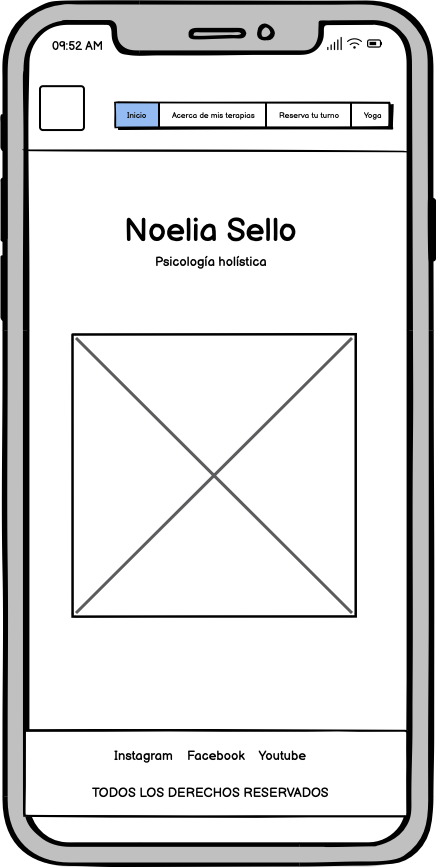 09:52 AM
Inicio Acerca de mis terapias Reserva tu turno Yoga
Noelia Sello
Psicología holística
Instagram Facebook Youtube
TODOS LOS DERECHOS RESERVADOS